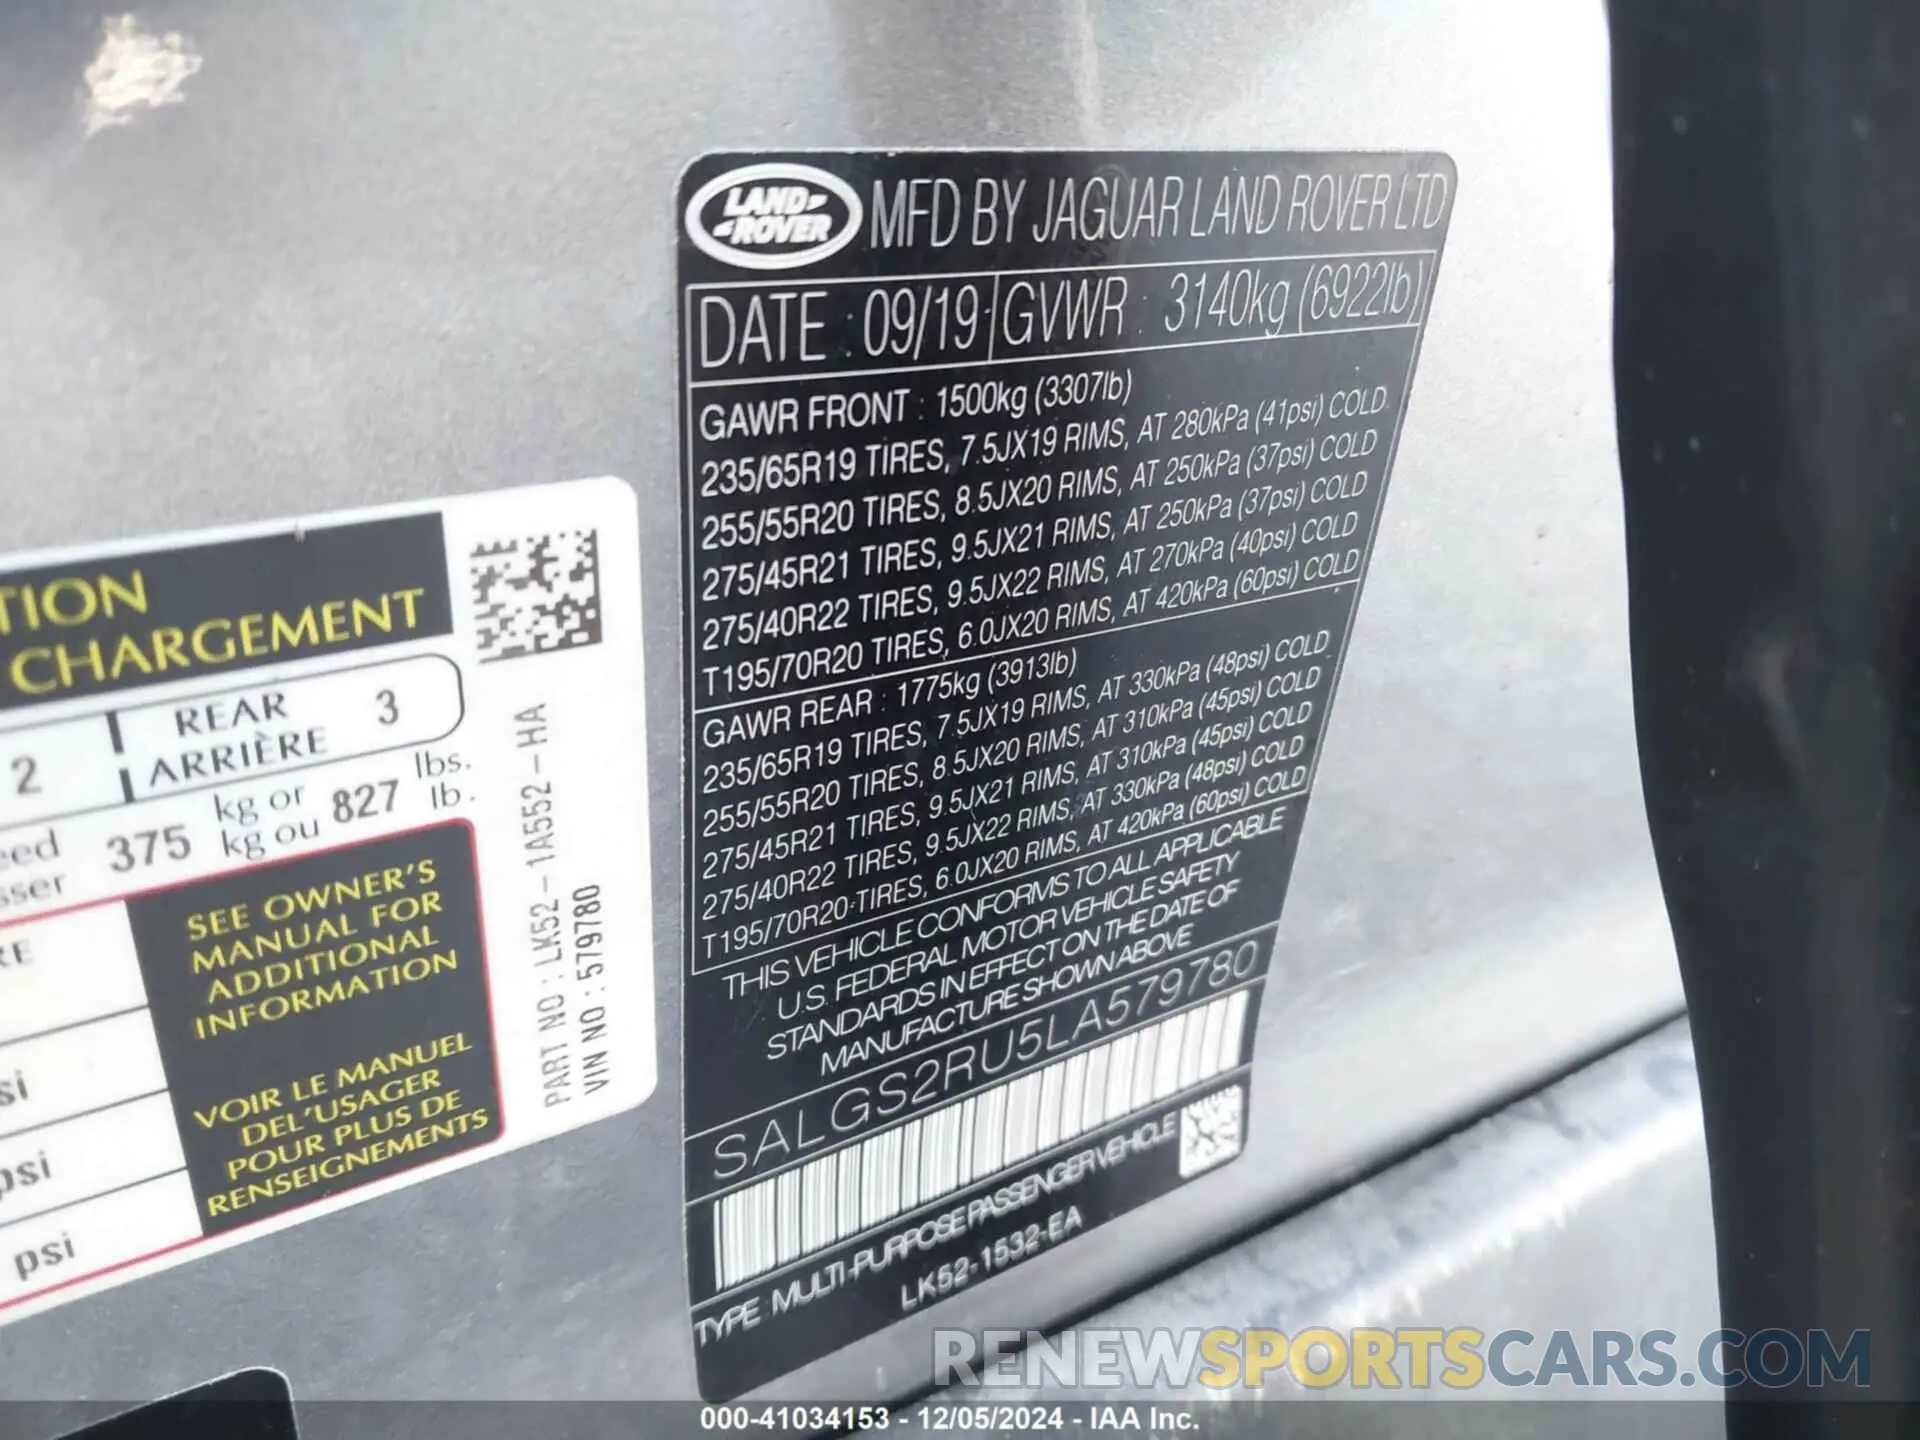 LAND-
-ROVER
MFD BY JAGUAR LAND ROVER LTD
DATE : 09/19 GVWR : 3140kg (6922lb)
GAWR FRONT : 1500kg (3307lb)
235/65R19 TIRES, 7.5JX19 RIMS, AT 280kPa (41psi) COLD
255/55R20 TIRES, 8.5JX20 RIMS, AT 250kPa (37psi) COLD
275/45R21 TIRES, 9.5JX21 RIMS, AT 250kPa (37psi) COLD
275/40R22 TIRES, 9.5JX22 RIMS, AT 270kPa (40psi) COLD
T195/70R20 TIRES, 6.0JX20 RIMS, AT 420kPa (60psi) COLD
GAWR REAR : 1775kg (3913lb)
235/65R19 TIRES, 7.5JX19 RIMS, AT 330kPa (48psi) COLD
255/55R20 TIRES, 8.5JX20 RIMS, AT 310kPa (45psi) COLD
275/45R21 TIRES, 9.5JX21 RIMS, AT 310kPa (45psi) COLD
275/40R22 TIRES, 9.5JX22 RIMS, AT 330kPa (48psi) COLD
T195/70R20 TIRES, 6.0JX20 RIMS, AT 420kPa (60psi) COLD
THIS VEHICLE CONFORMS TO ALL APPLICABLE
U.S. FEDERAL MOTOR VEHICLE SAFETY
STANDARDS IN EFFECT ON THE DATE OF
MANUFACTURE SHOWN ABOVE
SALGS2RU5LA579780
TYPE : MULTI-PURPOSE PASSENGER VEHICLE
LK52-1532-EA
TION
CHARGEMENT
2
REAR
ARRIÈRE
3
eed
sser
375
kg or
kg ou
827
lbs.
lb.
RE
SEE OWNER'S
MANUAL FOR
ADDITIONAL
INFORMATION
VOIR LE MANUEL
DEL'USAGER
POUR PLUS DE
RENSEIGNEMENTS
si
psi
psi
PART NO : LK52-1A552-HA
VIN NO : 579780
RENEWSPORTSCARS.COM
000-41034153 - 12/05/2024 - IAA Inc.